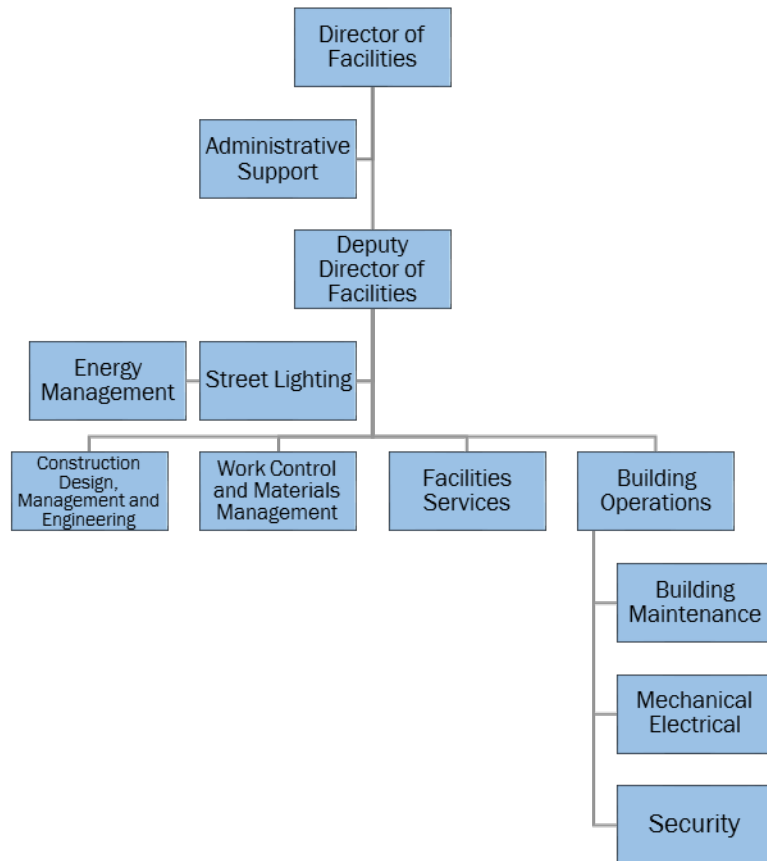 Director of
Facilities
Administrative
Support
Deputy
Director of
Facilities
Energy
Management
Street Lighting
Construction
Design,
Management and
Engineering
Work Control
and Materials
Management
Facilities
Services
Building
Operations
Building
Maintenance
Mechanical
Electrical
Security